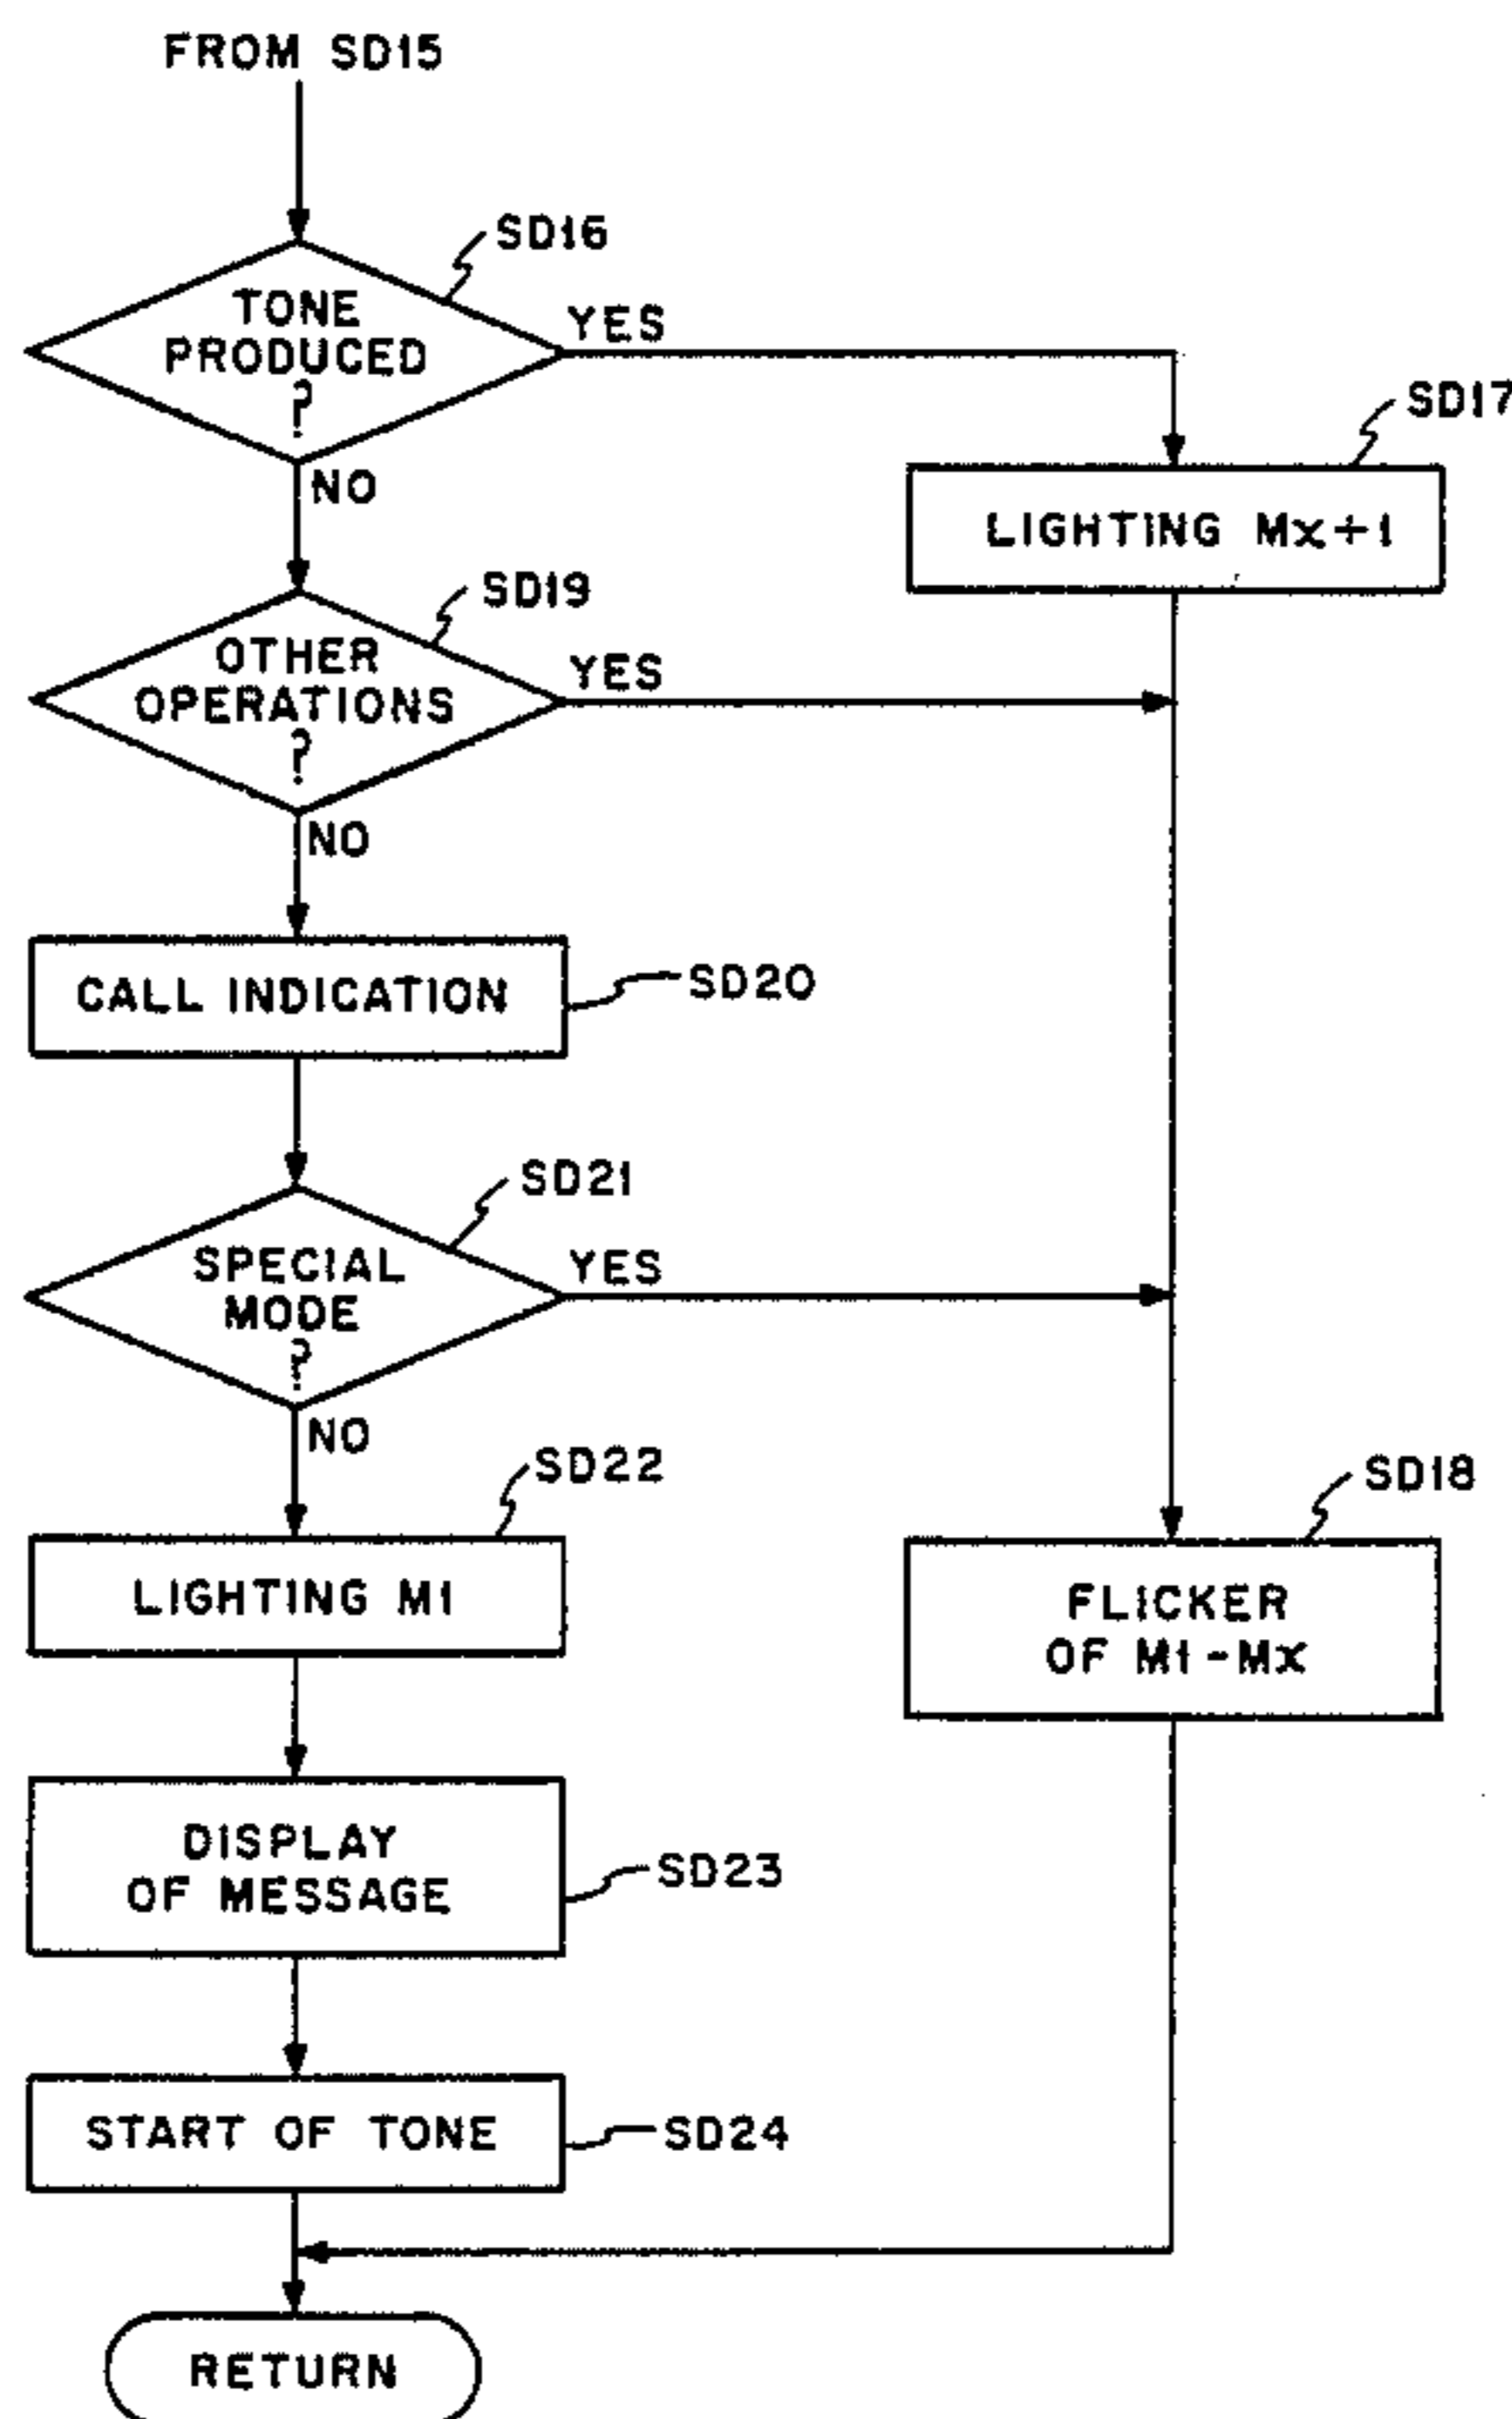 FROM SD15
SD16
TONE
PRODUCED
?
YES
NO
SD17
LIGHTING Mx+1
SD19
OTHER
OPERATIONS
?
YES
NO
CALL INDICATION
SD20
SD21
SPECIAL
MODE
?
YES
NO
SD22
LIGHTING M1
SD18
FLICKER
OF M1-Mx
DISPLAY
OF MESSAGE
SD23
START OF TONE
SD24
RETURN